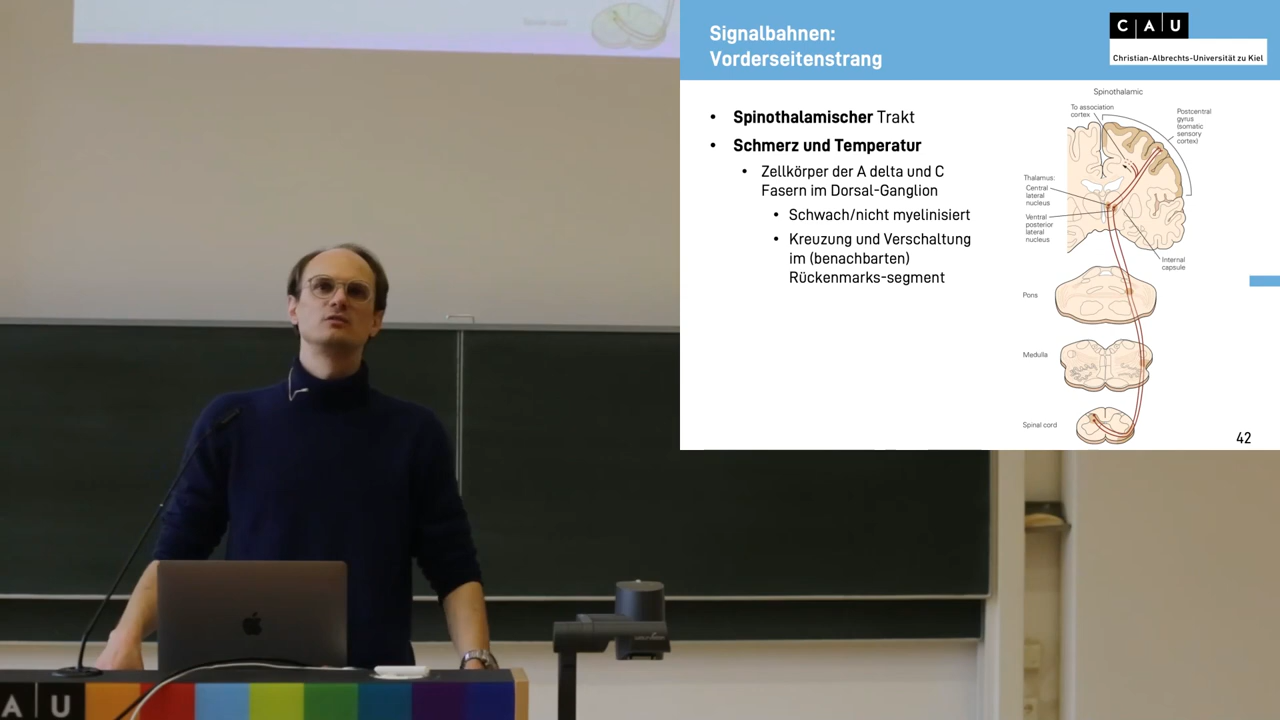 Signalbahnen:
Vorderseitenstrang
C A U
Christian-Albrechts-Universität zu Kiel
• Spinothalamischer Trakt
• Schmerz und Temperatur
• Zellkörper der A delta und C
Fasern im Dorsal-Ganglion
• Schwach/nicht myelinisiert
• Kreuzung und Verschaltung
im (benachbarten)
Rückenmarks-segment
Spinothalamic
To association
cortex
Postcentral
gyrus
(somatic
sensory
cortex)
Thalamus:
Central
lateral
nucleus
Ventral
posterior
lateral
nucleus
Internal
capsule
Pons
Medulla
Spinal cord
42
Spinal cord
A U